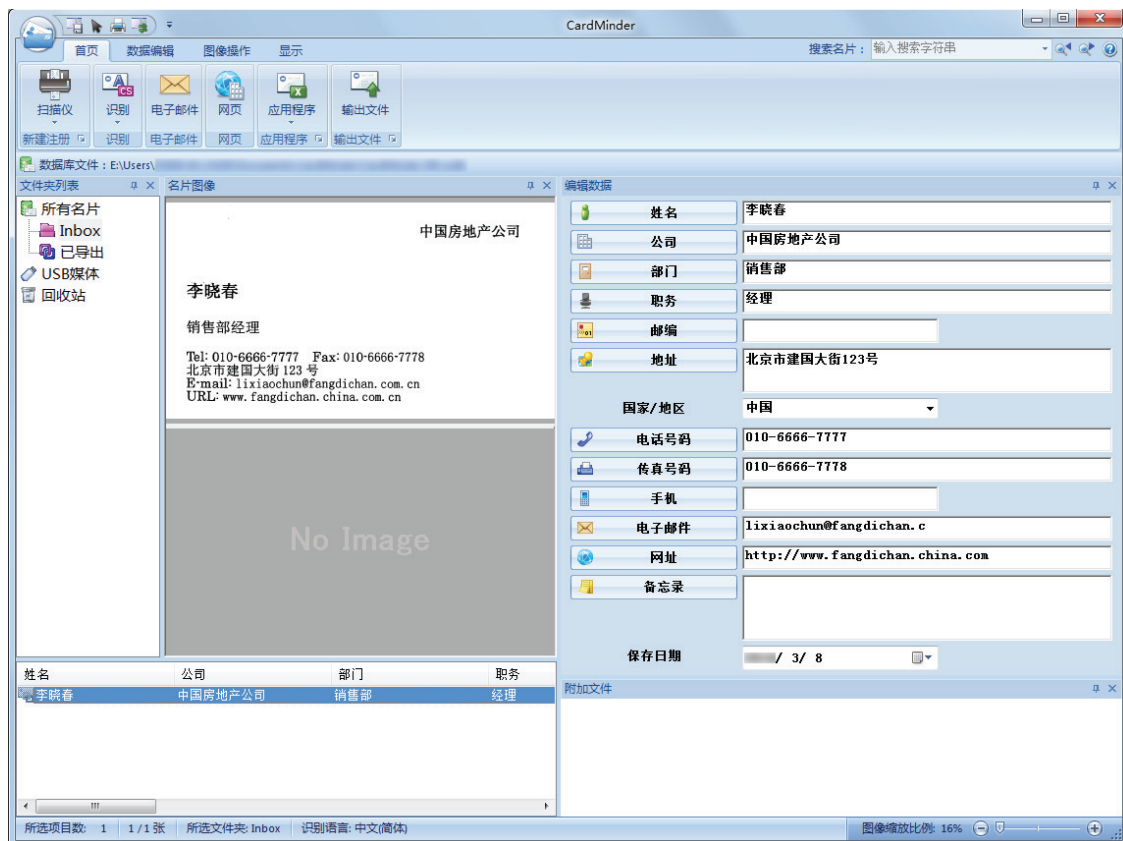 CardMinder
首页 数据编辑 图像操作 显示 搜索名片： 输入搜索字符串
扫描仪 识别 电子邮件 网页 应用程序 输出文件
新建注册 识别 电子邮件 网页 应用程序 输出文件
数据库文件：E:\Users\
文件夹列表
所有名片
Inbox
已导出
USB媒体
回收站
名片图像
中国房地产公司
李晓春
销售部经理
Tel: 010-6666-7777 Fax: 010-6666-7778
北京市建国大街 123 号
E-mail: lixiaochun@fangdichan.com.cn
URL: www.fangdichan.china.com.cn
No Image
编辑数据
姓名 李晓春
公司 中国房地产公司
部门 销售部
职务 经理
邮编
地址 北京市建国大街123号
国家/地区 中国
电话号码 010-6666-7777
传真号码 010-6666-7778
手机
电子邮件 lixiaochun@fangdichan.c
网址 http://www.fangdichan.china.com
备忘录
保存日期 / 3/ 8
姓名 公司 部门 职务
李晓春 中国房地产公司 销售部 经理
附加文件
所选项目数: 1 1/1张 所选文件夹: Inbox 识别语言: 中文(简体) 图像缩放比例: 16%